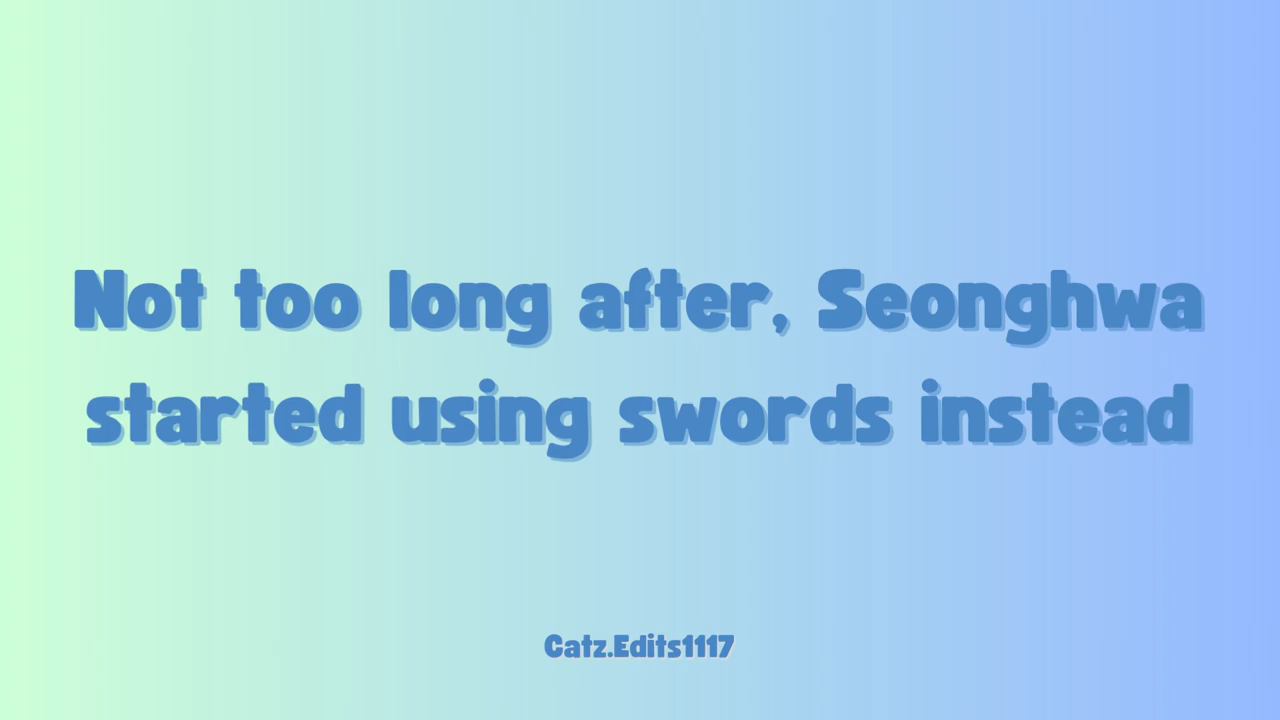 Not too long after, Seonghwa
started using swords instead
Catz.Edits1117